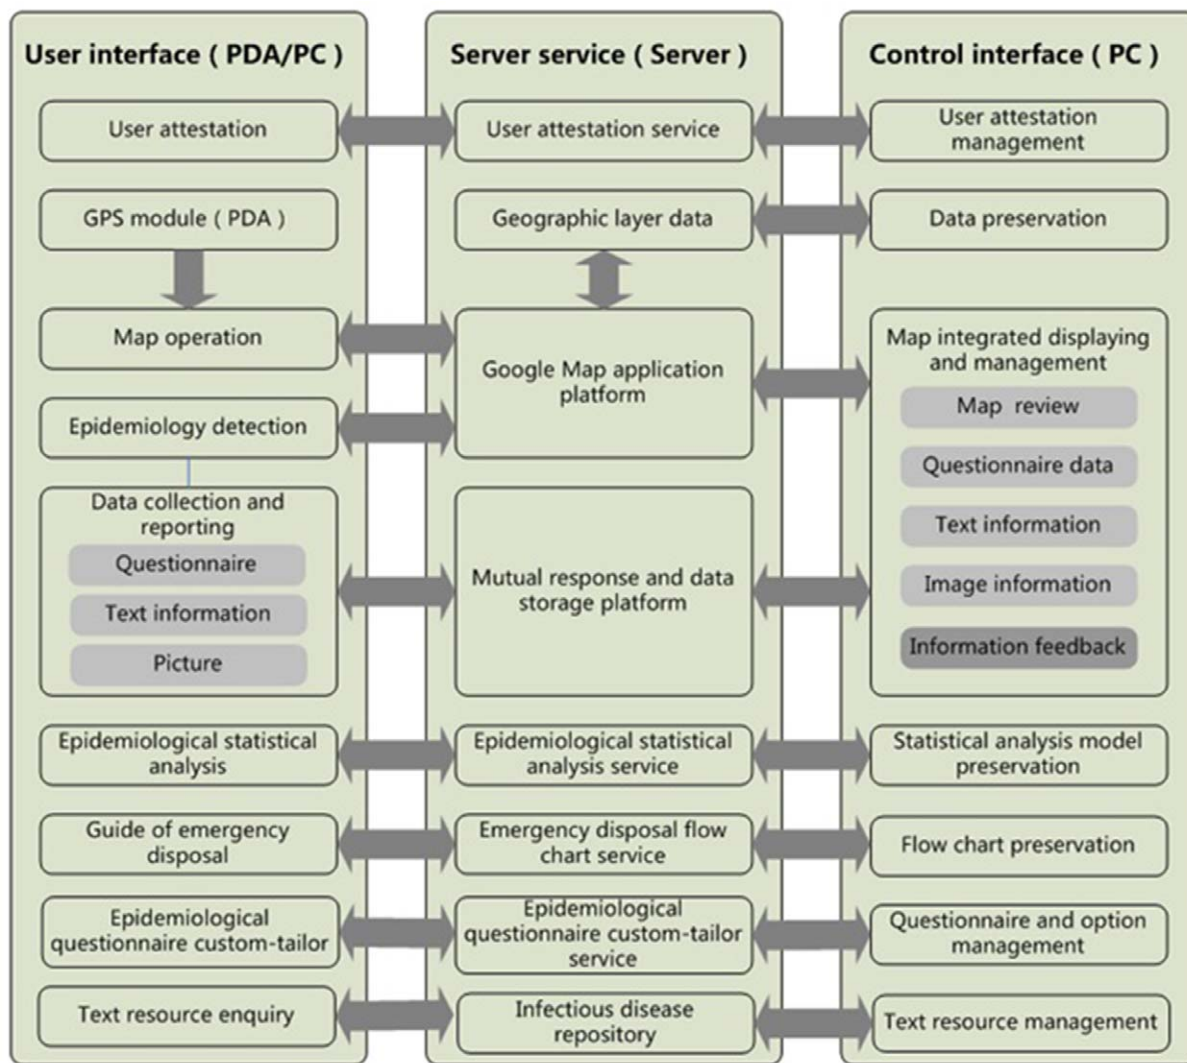 User interface ( PDA/PC )
User attestation
GPS module ( PDA )
Map operation
Epidemiology detection
Data collection and
reporting
Questionnaire
Text information
Picture
Epidemiological statistical
analysis
Guide of emergency
disposal
Epidemiological
questionnaire custom-tailor
Text resource enquiry
Server service ( Server )
User attestation service
Geographic layer data
Google Map application
platform
Mutual response and data
storage platform
Epidemiological statistical
analysis service
Emergency disposal flow
chart service
Epidemiological
questionnaire custom-tailor
service
Infectious disease
repository
Control interface ( PC )
User attestation
management
Data preservation
Map integrated displaying
and management
Map review
Questionnaire data
Text information
Image information
Information feedback
Statistical analysis model
preservation
Flow chart preservation
Questionnaire and option
management
Text resource management